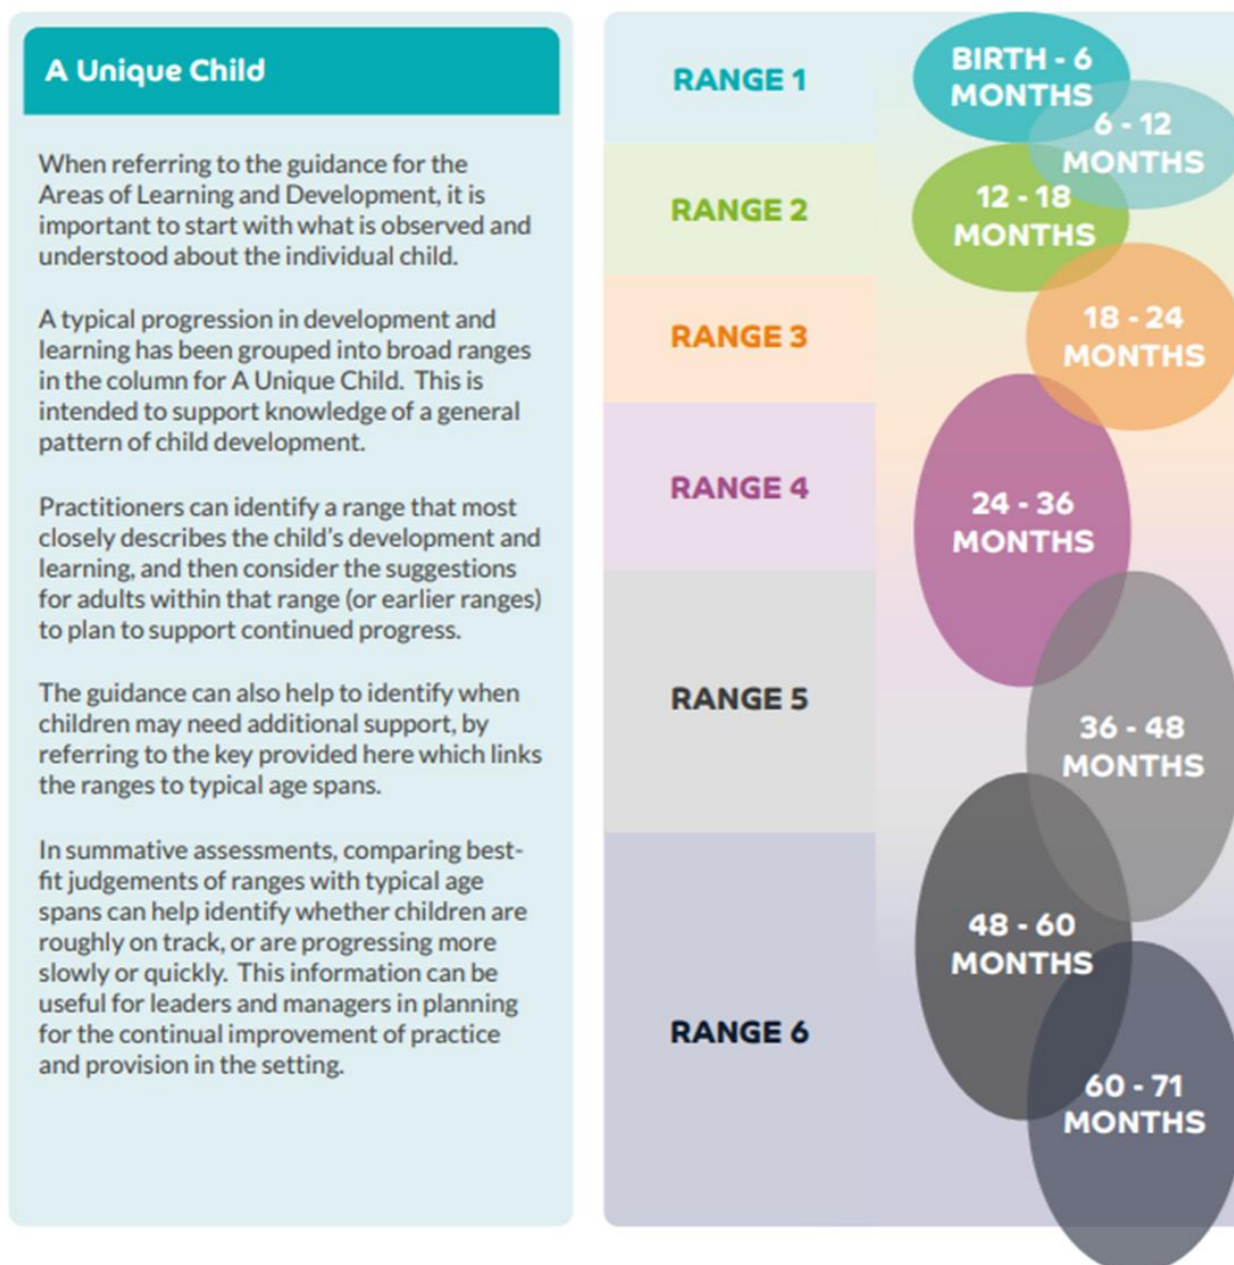 A Unique Child
When referring to the guidance for the
Areas of Learning and Development, it is
important to start with what is observed and
understood about the individual child.
A typical progression in development and
learning has been grouped into broad ranges
in the column for A Unique Child. This is
intended to support knowledge of a general
pattern of child development.
Practitioners can identify a range that most
closely describes the child's development and
learning, and then consider the suggestions
for adults within that range (or earlier ranges)
to plan to support continued progress.
The guidance can also help to identify when
children may need additional support, by
referring to the key provided here which links
the ranges to typical age spans.
In summative assessments, comparing best-
fit judgements of ranges with typical age
spans can help identify whether children are
roughly on track, or are progressing more
slowly or quickly. This information can be
useful for leaders and managers in planning
for the continual improvement of practice
and provision in the setting.
RANGE 1
RANGE 2
RANGE 3
RANGE 4
RANGE 5
RANGE 6
BIRTH - 6
MONTHS
6 - 12
MONTHS
12 - 18
MONTHS
18 - 24
MONTHS
24 - 36
MONTHS
36 - 48
MONTHS
48 - 60
MONTHS
60 - 71
MONTHS